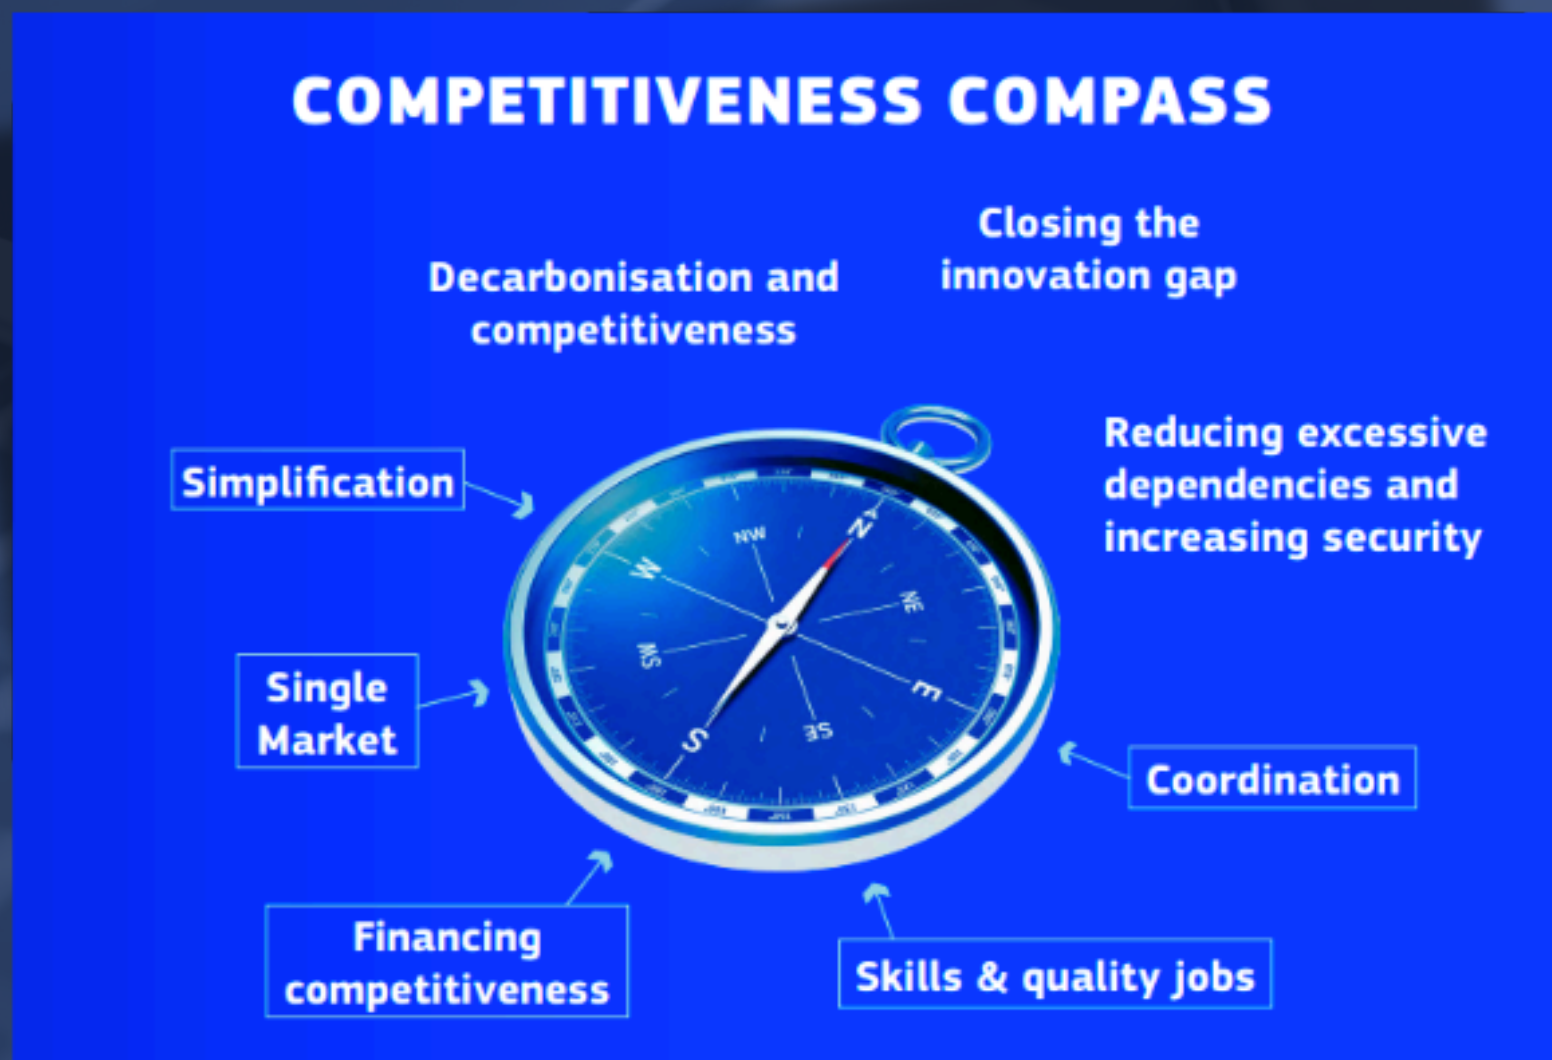 COMPETITIVENESS COMPASS
Closing the
innovation gap
Decarbonisation and
competitiveness
Reducing excessive
dependencies and
increasing security
Simplification
Single
Market
Coordination
Financing
competitiveness
Skills & quality jobs
N
NE
E
SE
S
SW
W
NW